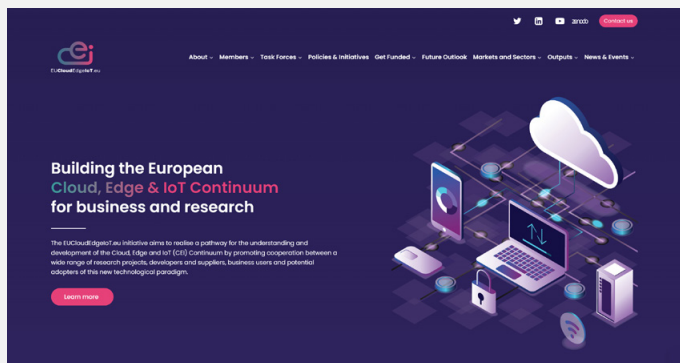 zenodo
Contact us
cei
EUCloudEdgeIoT.eu
About
Members
Task Forces
Policies & Initiatives
Get Funded
Future Outlook
Markets and Sectors
Outputs
News & Events
Building the European
Cloud, Edge & IoT Continuum
for business and research
The EUCloudEdgeIoT.eu initiative aims to realise a pathway for the understanding and
development of the Cloud, Edge and IoT (CEI) Continuum by promoting cooperation between a
wide range of research projects, developers and suppliers, business users and potential
adopters of this new technological paradigm.
Learn more